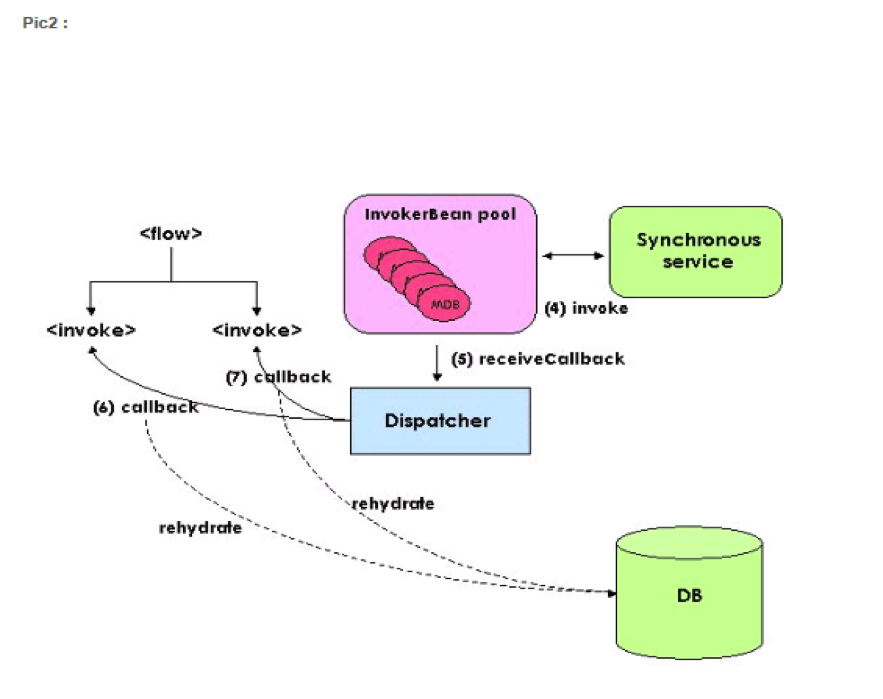 Pic2 :
InvokerBean pool
<flow>
Synchronous
service
MDB
(4) invoke
<invoke> <invoke>
(5) receiveCallback
(7) callback
(6) callback
Dispatcher
rehydrate
rehydrate
DB